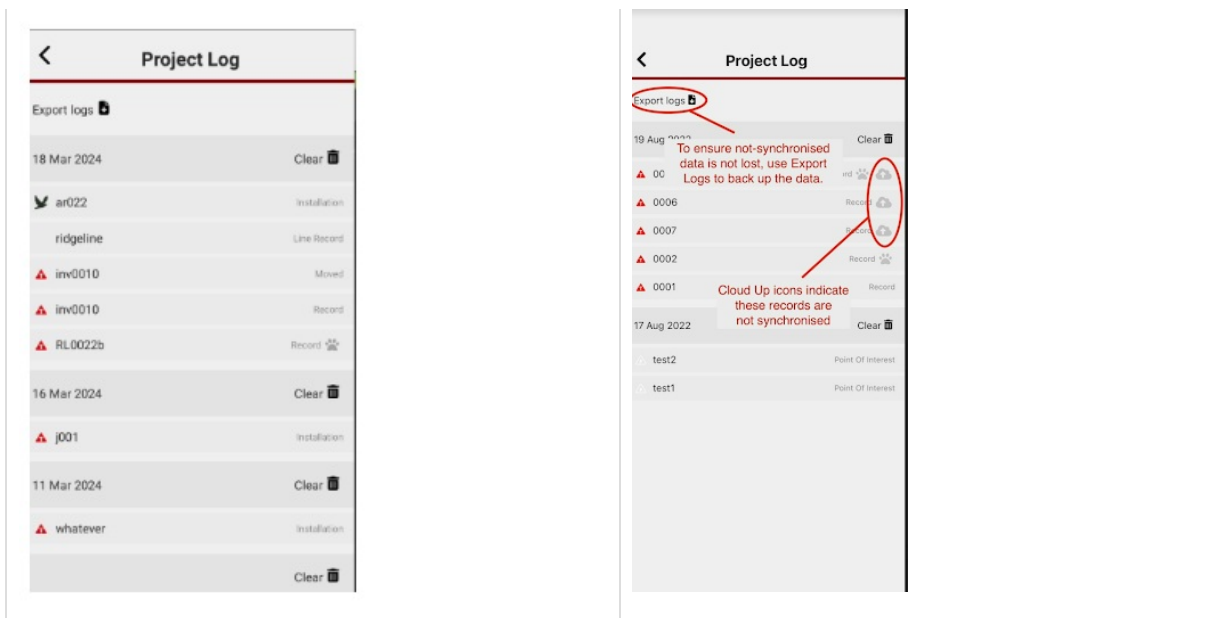 Project Log
Export logs
18 Mar 2024 Clear
ar022 Installation
ridgeline Line Record
inv0010 Moved
inv0010 Record
RL0022b Record
16 Mar 2024 Clear
j001 Installation
11 Mar 2024 Clear
whatever Installation
Clear
Project Log
Export logs
19 Aug Clear
To ensure not-synchronised
data is not lost, use Export
Logs to back up the data.
0006 Record
0007 Record
0002 Record
0001 Record
Cloud Up icons indicate
these records are
not synchronised
17 Aug 2022 Clear
test2 Point Of Interest
test1 Point Of Interest